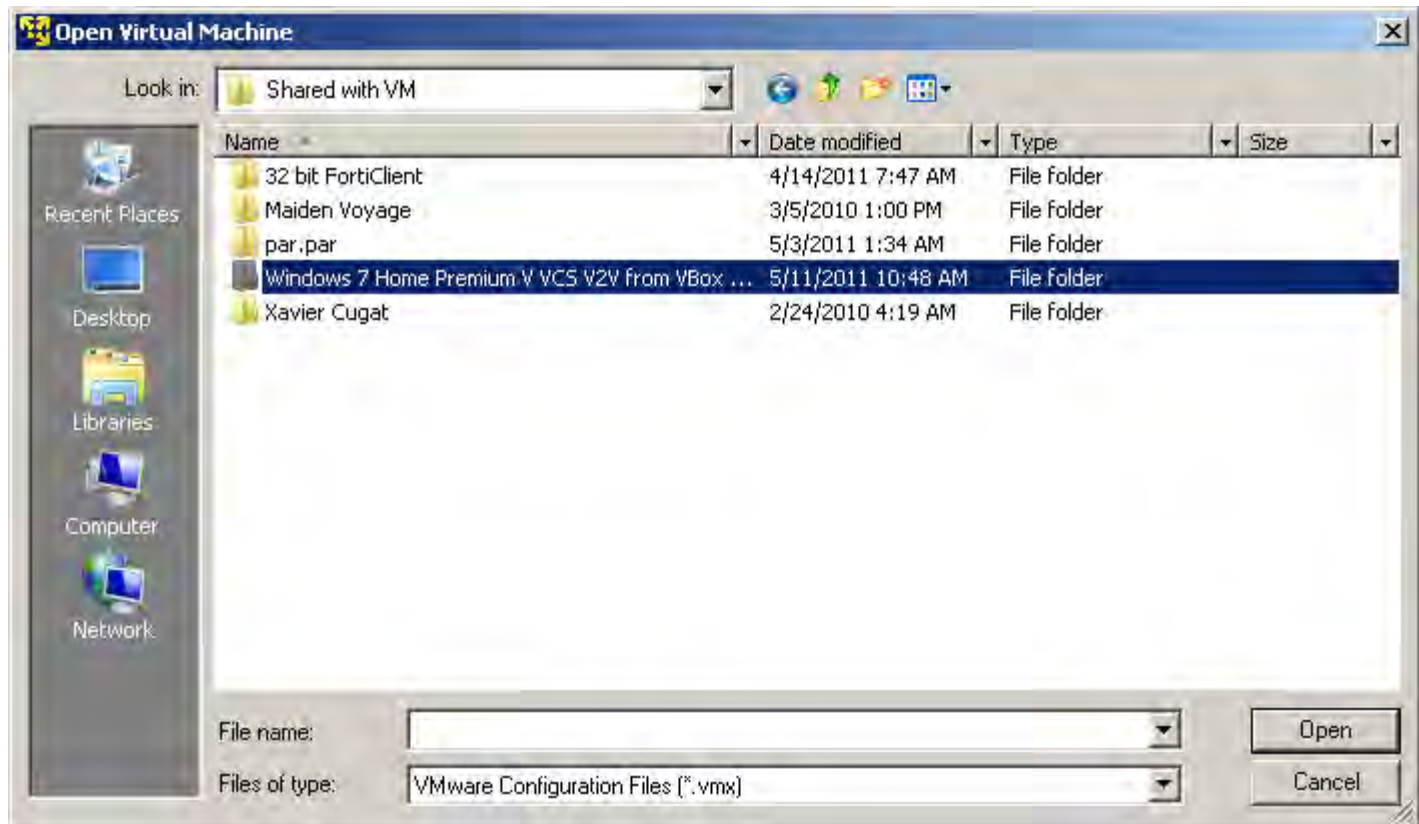 Open Virtual Machine
Look in: Shared with VM
Name Date modified Type Size
32 bit FortiClient 4/14/2011 7:47 AM File folder
Maiden Voyage 3/5/2010 1:00 PM File folder
par.par 5/3/2011 1:34 AM File folder
Windows 7 Home Premium V VCS V2V from VBox ... 5/11/2011 10:48 AM File folder
Xavier Cugat 2/24/2010 4:19 AM File folder
Recent Places
Desktop
Libraries
Computer
Network
File name: Open
Files of type: VMware Configuration Files (*.vmx) Cancel